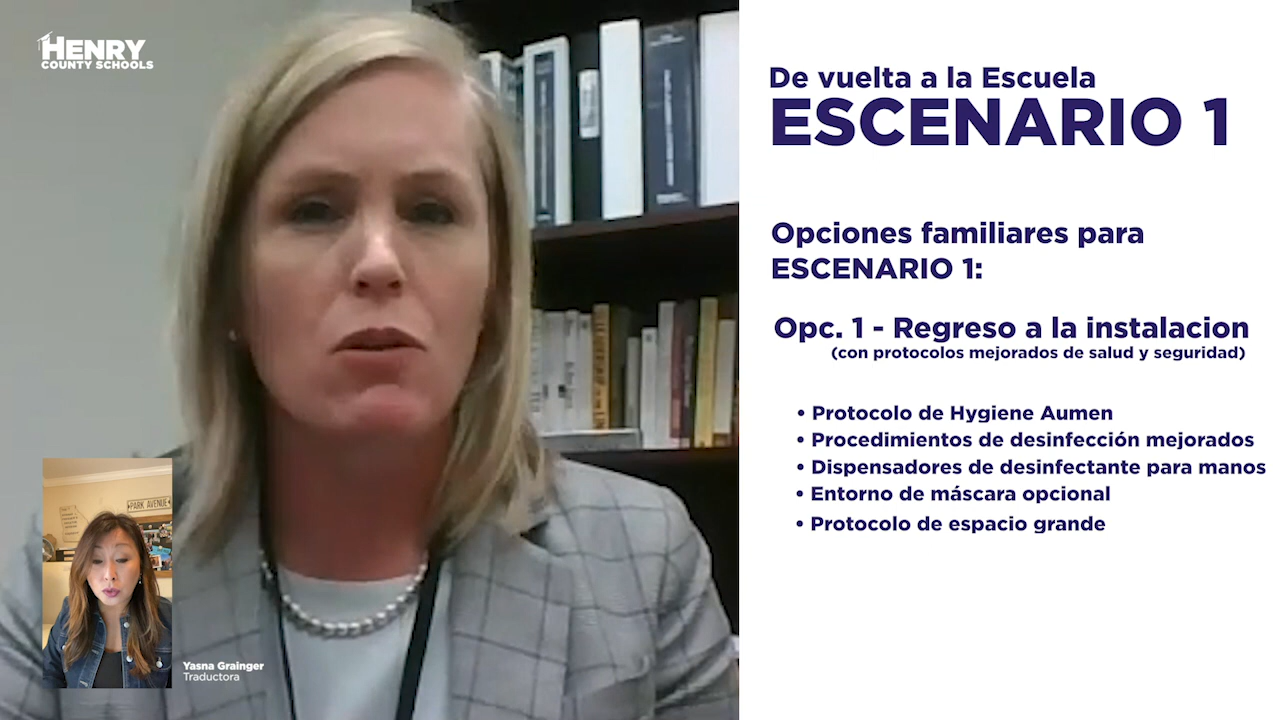 HENRY
COUNTY SCHOOLS
De vuelta a la Escuela
ESCENARIO 1
Opciones familiares para
ESCENARIO 1:
Opc. 1 - Regreso a la instalacion
(con protocolos mejorados de salud y seguridad)
• Protocolo de Hygiene Aumen
• Procedimientos de desinfección mejorados
• Dispensadores de desinfectante para manos
• Entorno de máscara opcional
• Protocolo de espacio grande
PARK AVENUE
Yasna Grainger
Traductora